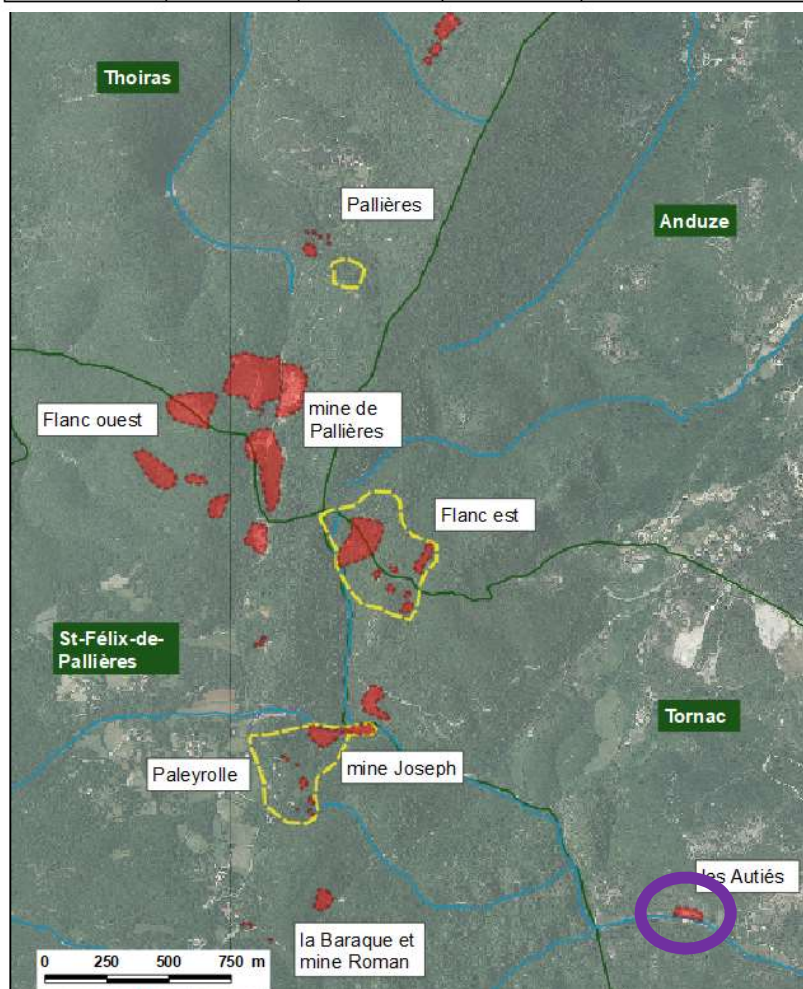 Thoiras
Pallières
Anduze
Flanc ouest
mine de
Pallières
Flanc est
St-Félix-de-
Pallières
Tornac
Paleyrolle
mine Joseph
les Autiés
la Baraque et
mine Roman
0 250 500 750 m